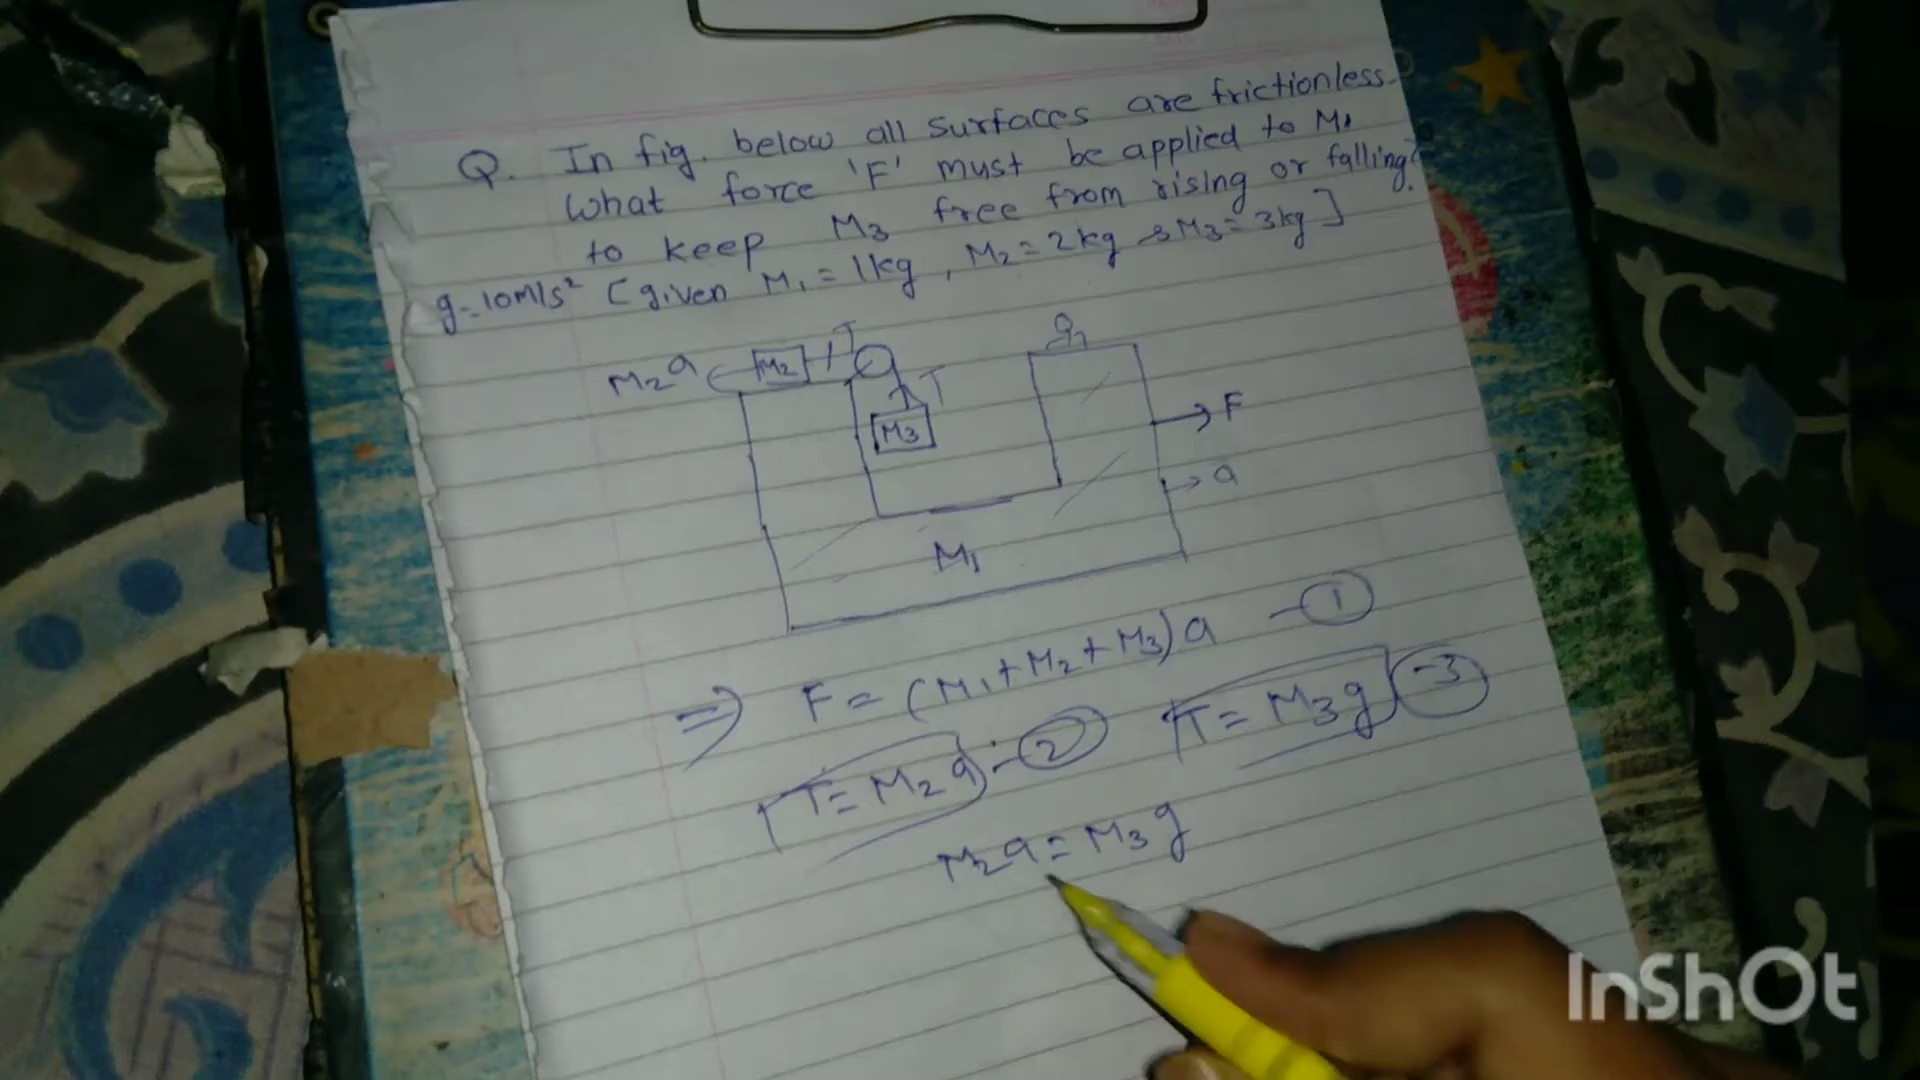 Q. In fig. below all surfaces are frictionless.
What force 'F' must be applied to M1
to keep M3 free from rising or falling?
g=10M/s² [given M1 = 1kg, M2 = 2kg & M3 = 3kg]
M2a M2 T
T
M3
F
a
M1
⇒ F = (M1+M2+M3)a -①
T= M2a -② T= M3g -3
M2a = M3g
InShOt